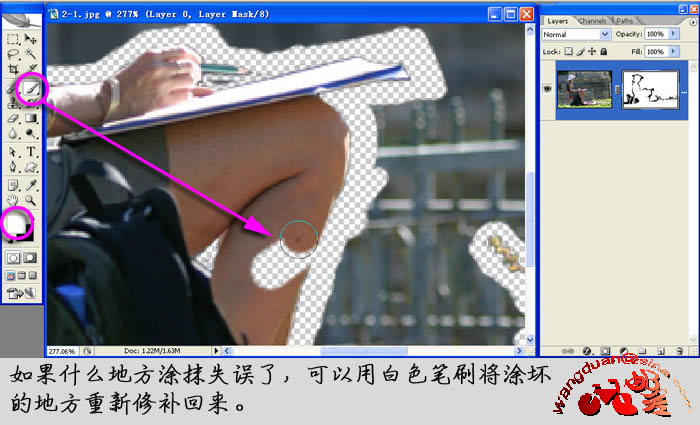 2-1.jpg @ 277% (Layer 0, Layer Mask/8)
Layers Channels Paths
Normal Opacity: 100%
Lock: Fill: 100%
277.06% Doc: 1.22M/1.63M
如果什么地方涂抹失误了，可以用白色笔刷将涂坏
的地方重新修补回来。